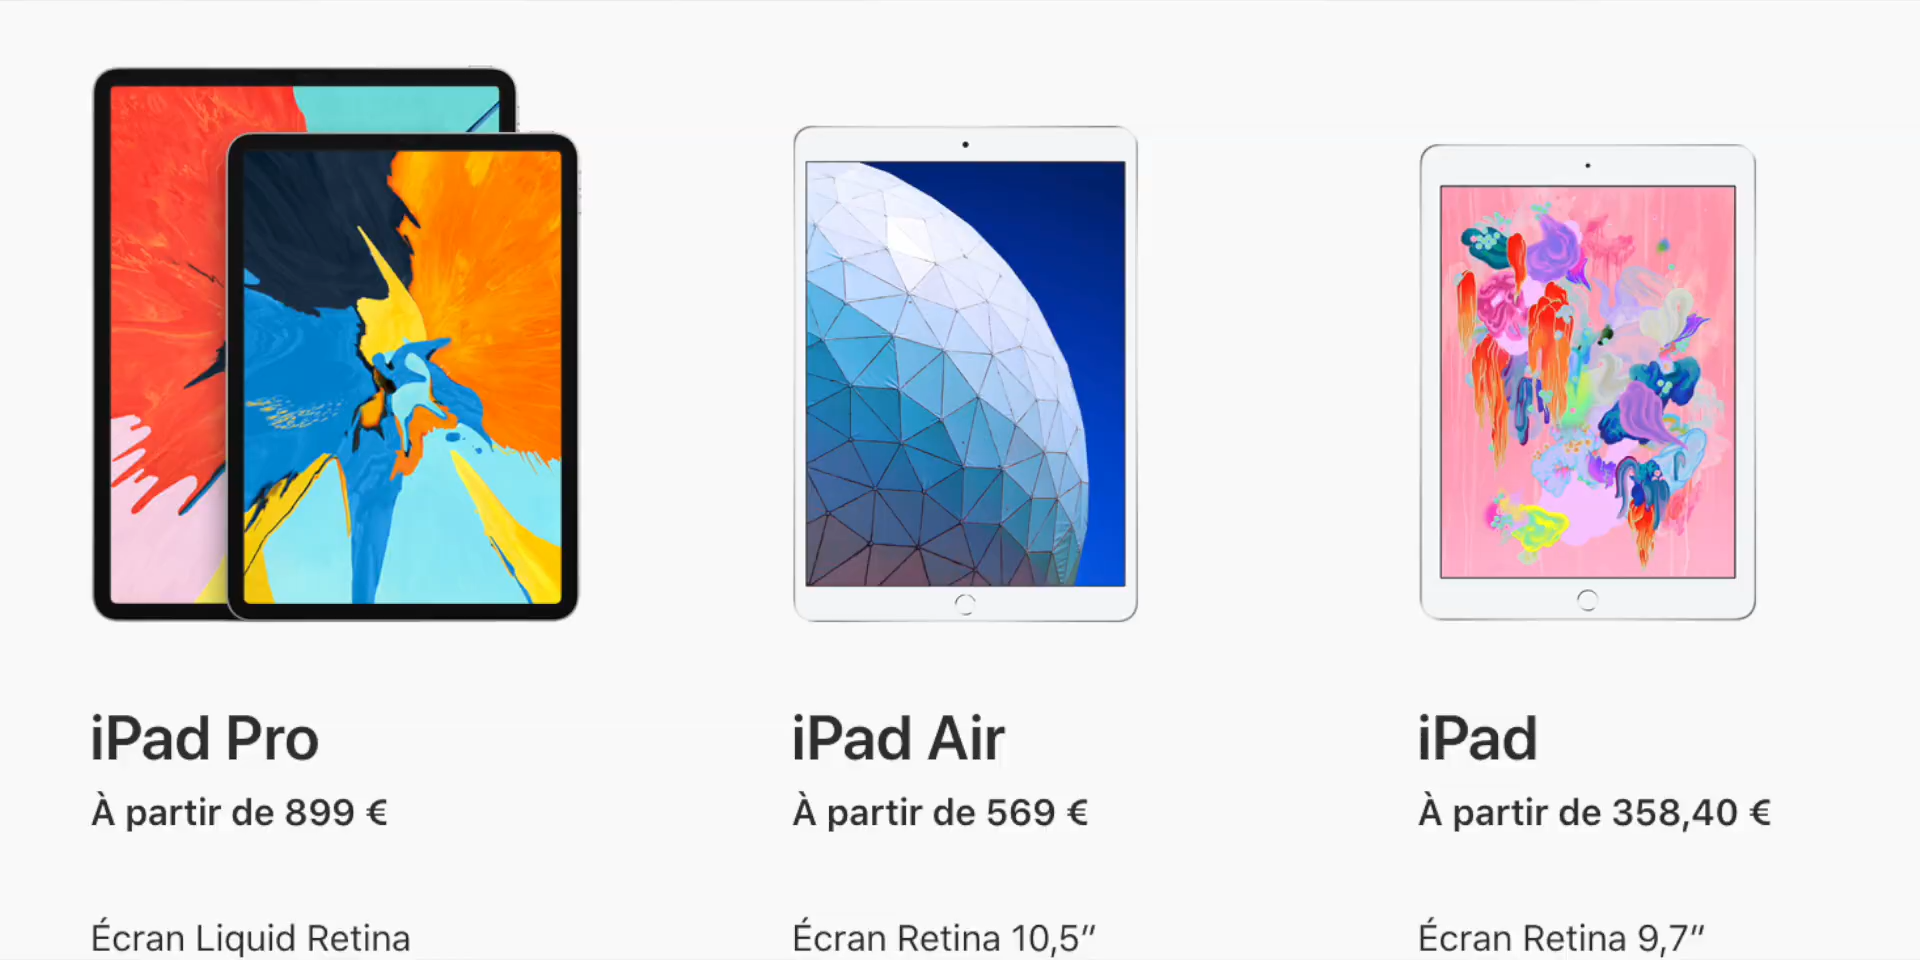 iPad Pro
À partir de 899 €
Écran Liquid Retina
iPad Air
À partir de 569 €
Écran Retina 10,5″
iPad
À partir de 358,40 €
Écran Retina 9,7″